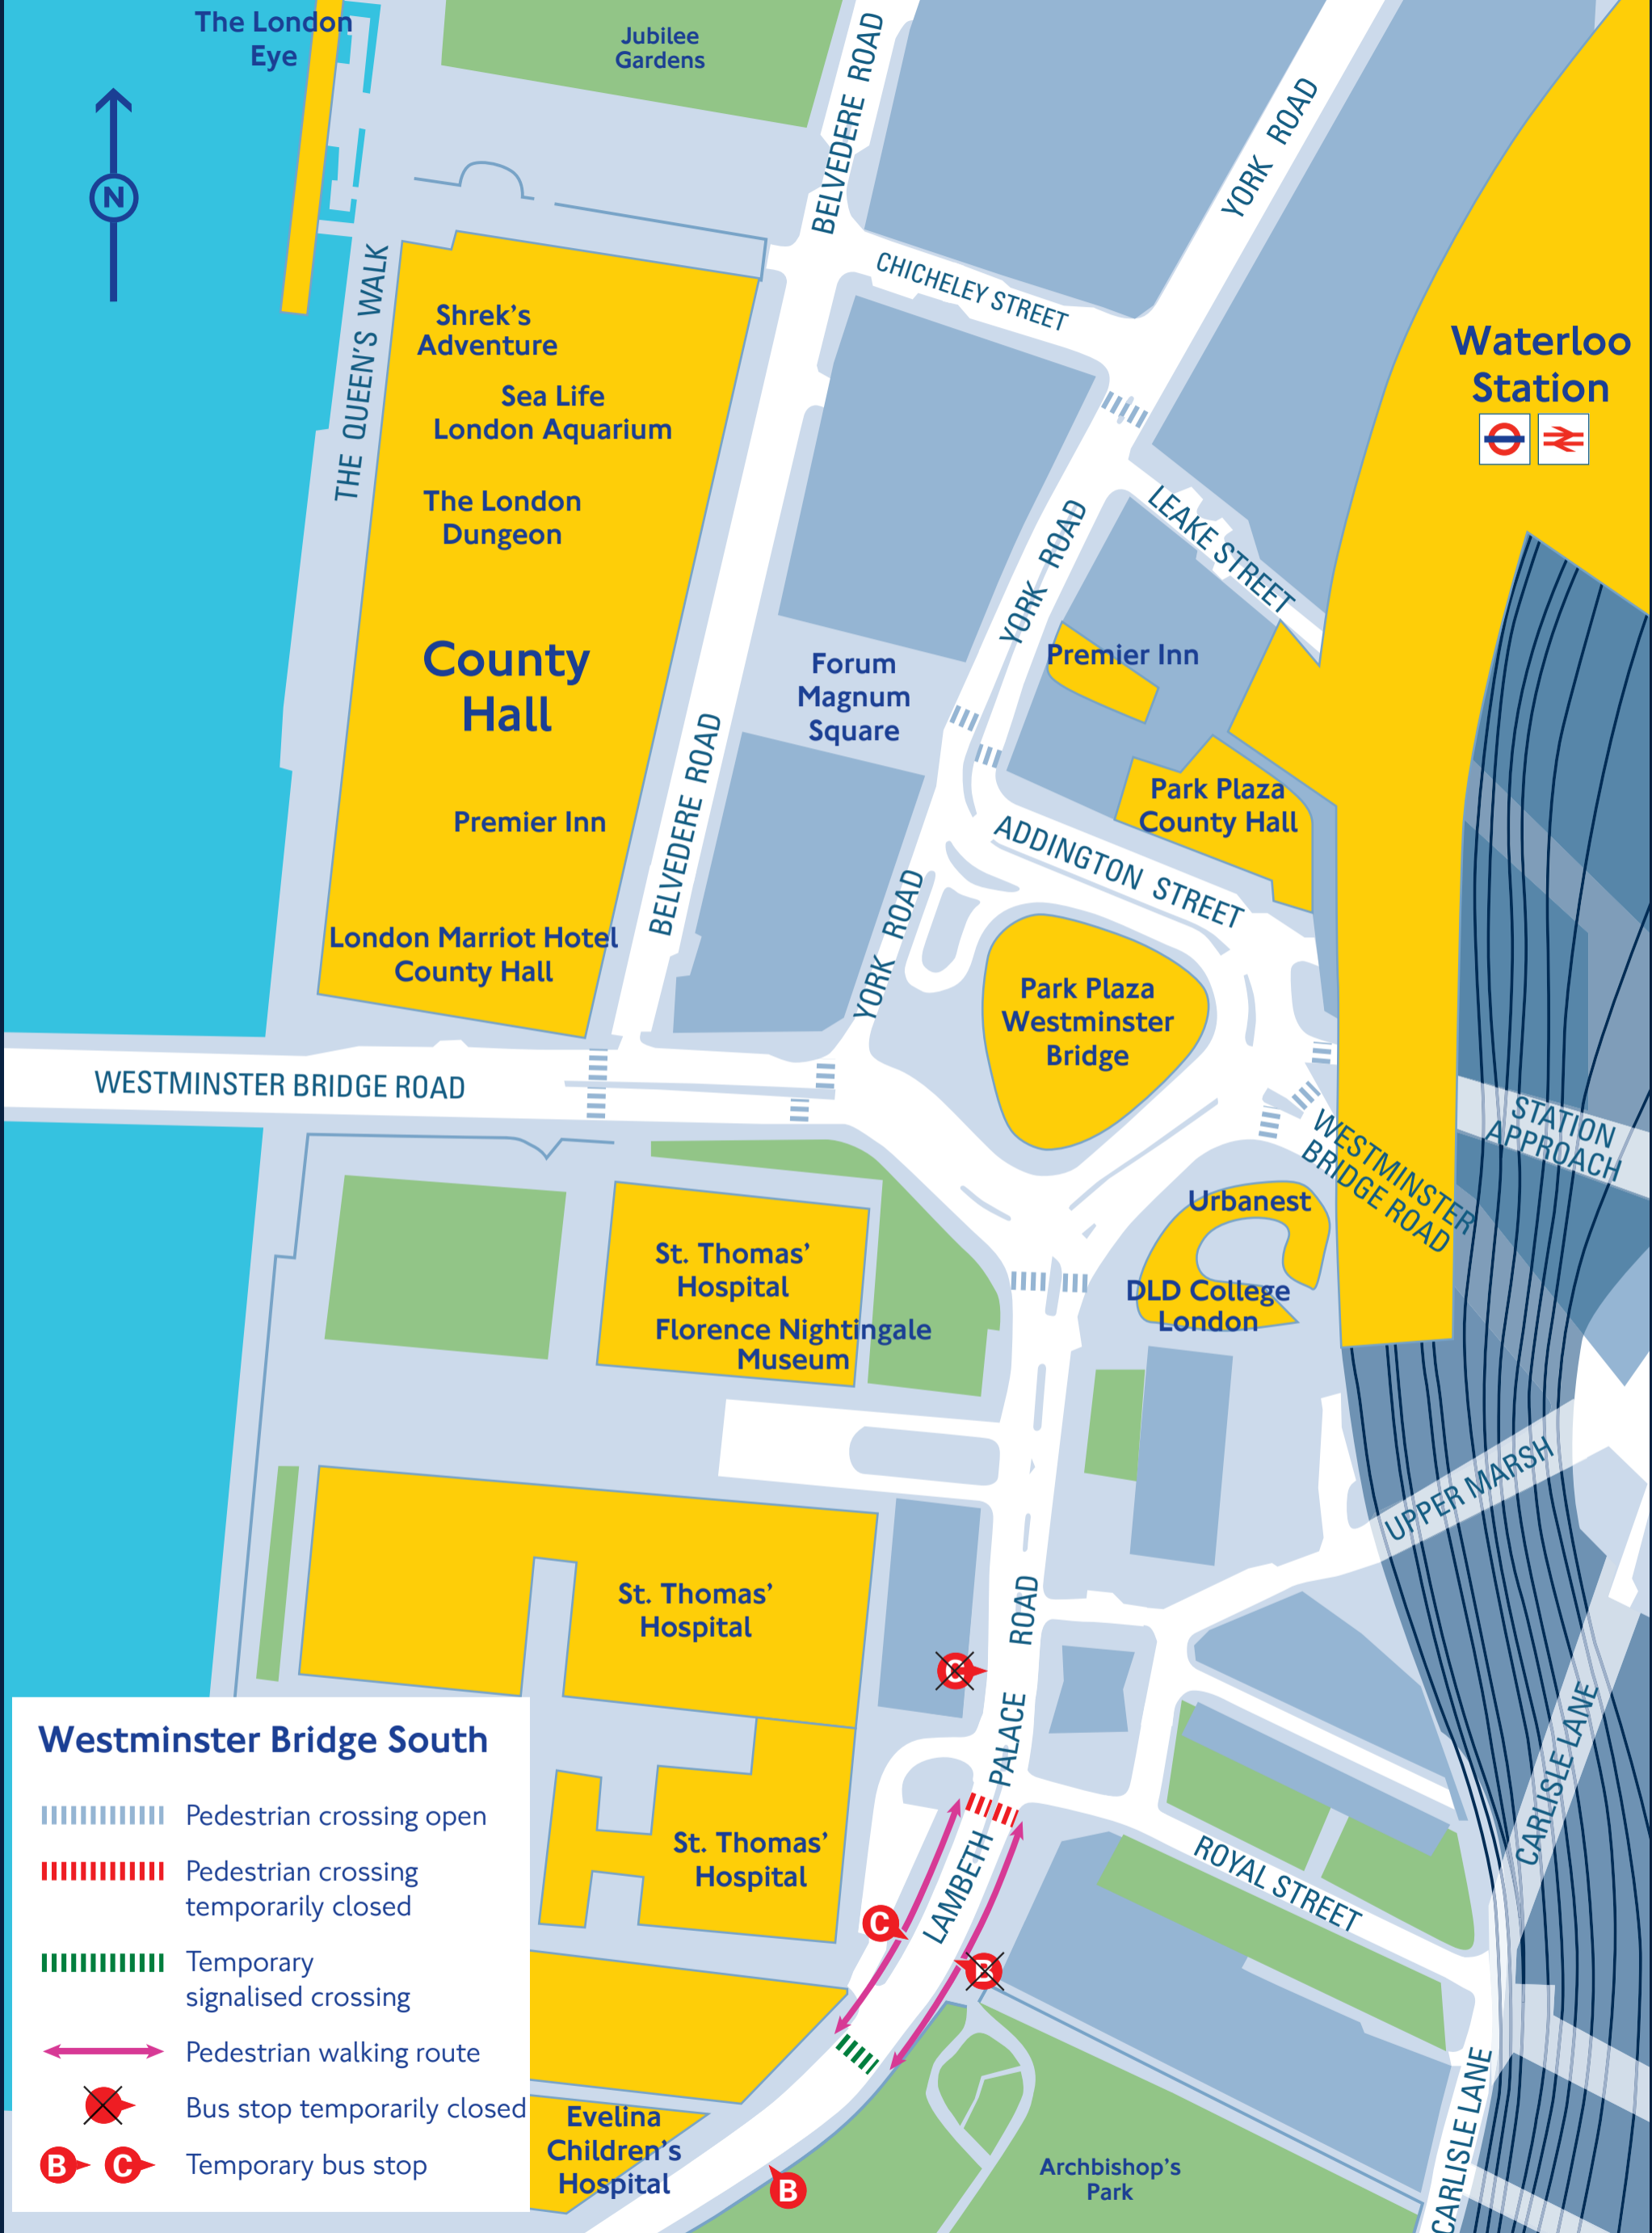 The London
Eye
Jubilee
Gardens
BELVEDERE ROAD
YORK ROAD
N
CHICHELEY STREET
THE QUEEN'S WALK
Shrek's
Adventure
Sea Life
London Aquarium
The London
Dungeon
Waterloo
Station
LEAKE STREET
YORK ROAD
County
Hall
Forum
Magnum
Square
Premier Inn
Premier Inn
BELVEDERE ROAD
Park Plaza
County Hall
ADDINGTON STREET
London Marriot Hotel
County Hall
YORK ROAD
Park Plaza
Westminster
Bridge
WESTMINSTER BRIDGE ROAD
STATION
APPROACH
WESTMINSTER
BRIDGE ROAD
Urbanest
St. Thomas'
Hospital
DLD College
London
Florence Nightingale
Museum
UPPER MARSH
St. Thomas'
Hospital
C
LAMBETH PALACE ROAD
CARLISLE LANE
St. Thomas'
Hospital
ROYAL STREET
C
B
CARLISLE LANE
Evelina
Children's
Hospital
B
Archbishop's
Park
Westminster Bridge South
Pedestrian crossing open
Pedestrian crossing
temporarily closed
Temporary
signalised crossing
Pedestrian walking route
Bus stop temporarily closed
B C Temporary bus stop